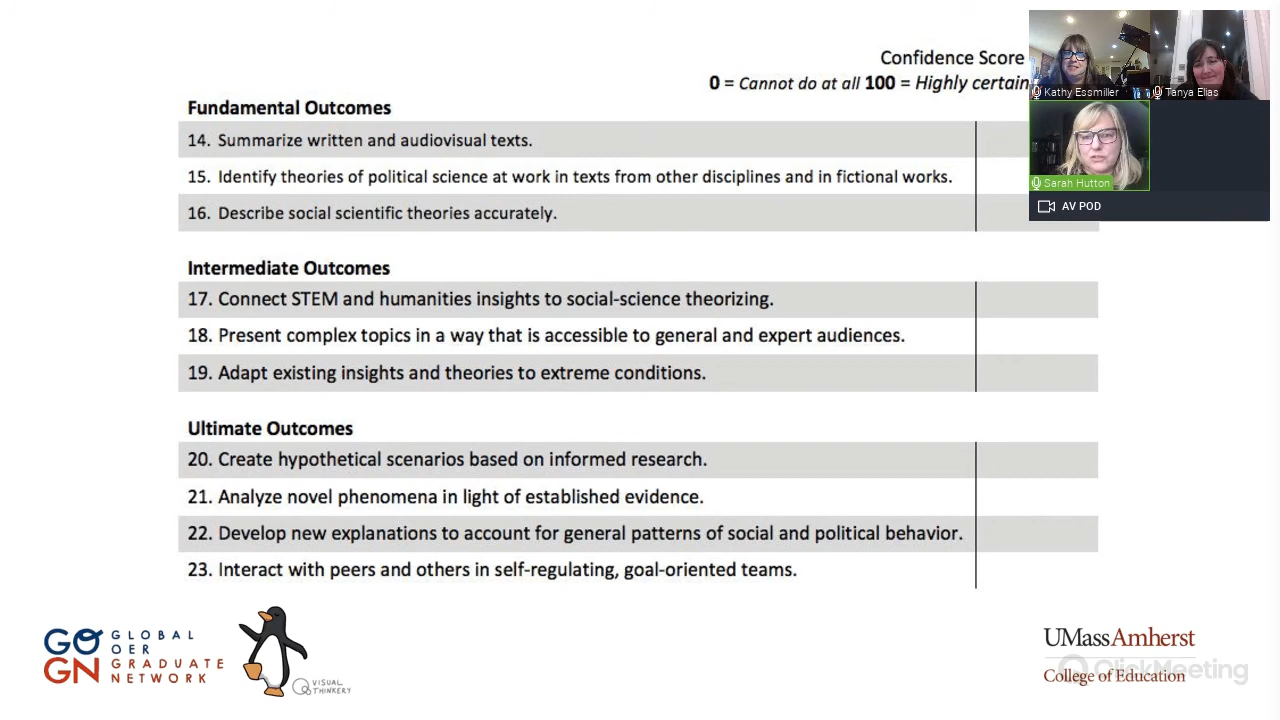 Confidence Score
0 = Cannot do at all 100 = Highly certain
Fundamental Outcomes
14. Summarize written and audiovisual texts.
15. Identify theories of political science at work in texts from other disciplines and in fictional works.
16. Describe social scientific theories accurately.
Intermediate Outcomes
17. Connect STEM and humanities insights to social-science theorizing.
18. Present complex topics in a way that is accessible to general and expert audiences.
19. Adapt existing insights and theories to extreme conditions.
Ultimate Outcomes
20. Create hypothetical scenarios based on informed research.
21. Analyze novel phenomena in light of established evidence.
22. Develop new explanations to account for general patterns of social and political behavior.
23. Interact with peers and others in self-regulating, goal-oriented teams.
Kathy Essmiller
Tanya Elias
Sarah Hutton
AV POD
GO
GN
GLOBAL
OER
GRADUATE
NETWORK
VISUAL
THINKERY
UMassAmherst
College of Education
ClickMeeting